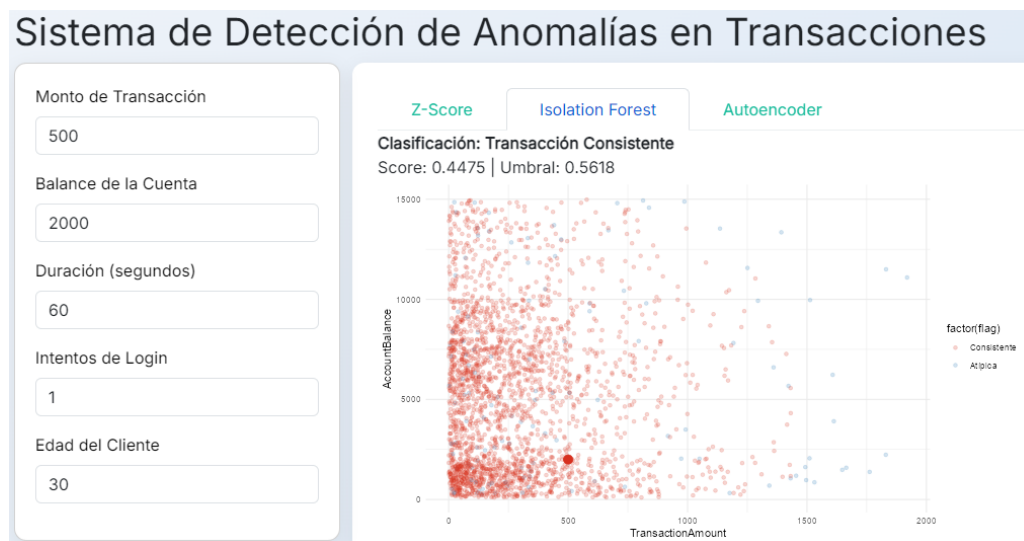 Sistema de Detección de Anomalías en Transacciones
Monto de Transacción
500
Balance de la Cuenta
2000
Duración (segundos)
60
Intentos de Login
1
Edad del Cliente
30
Z-Score Isolation Forest Autoencoder
Clasificación: Transacción Consistente
Score: 0.4475 | Umbral: 0.5618
15000
10000
5000
0
AccountBalance
0 500 1000 1500 2000
TransactionAmount
factor(flag)
Consistente
Atípica